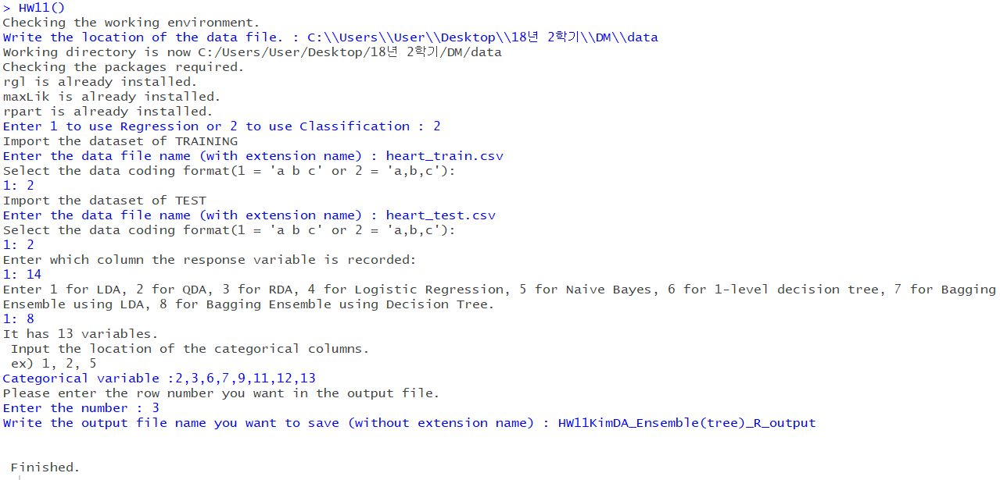 > HW11()
Checking the working environment.
Write the location of the data file. : C:\\Users\\User\\Desktop\\18년 2학기\\DM\\data
Working directory is now C:/Users/User/Desktop/18년 2학기/DM/data
Checking the packages required.
rgl is already installed.
maxLik is already installed.
rpart is already installed.
Enter 1 to use Regression or 2 to use Classification : 2
Import the dataset of TRAINING
Enter the data file name (with extension name) : heart_train.csv
Select the data coding format(1 = 'a b c' or 2 = 'a,b,c'):
1: 2
Import the dataset of TEST
Enter the data file name (with extension name) : heart_test.csv
Select the data coding format(1 = 'a b c' or 2 = 'a,b,c'):
1: 2
Enter which column the response variable is recorded:
1: 14
Enter 1 for LDA, 2 for QDA, 3 for RDA, 4 for Logistic Regression, 5 for Naive Bayes, 6 for 1-level decision tree, 7 for Bagging
Ensemble using LDA, 8 for Bagging Ensemble using Decision Tree.
1: 8
It has 13 variables.
Input the location of the categorical columns.
ex) 1, 2, 5
Categorical variable :2,3,6,7,9,11,12,13
Please enter the row number you want in the output file.
Enter the number : 3
Write the output file name you want to save (without extension name) : HW11KimDA_Ensemble(tree)_R_output
Finished.